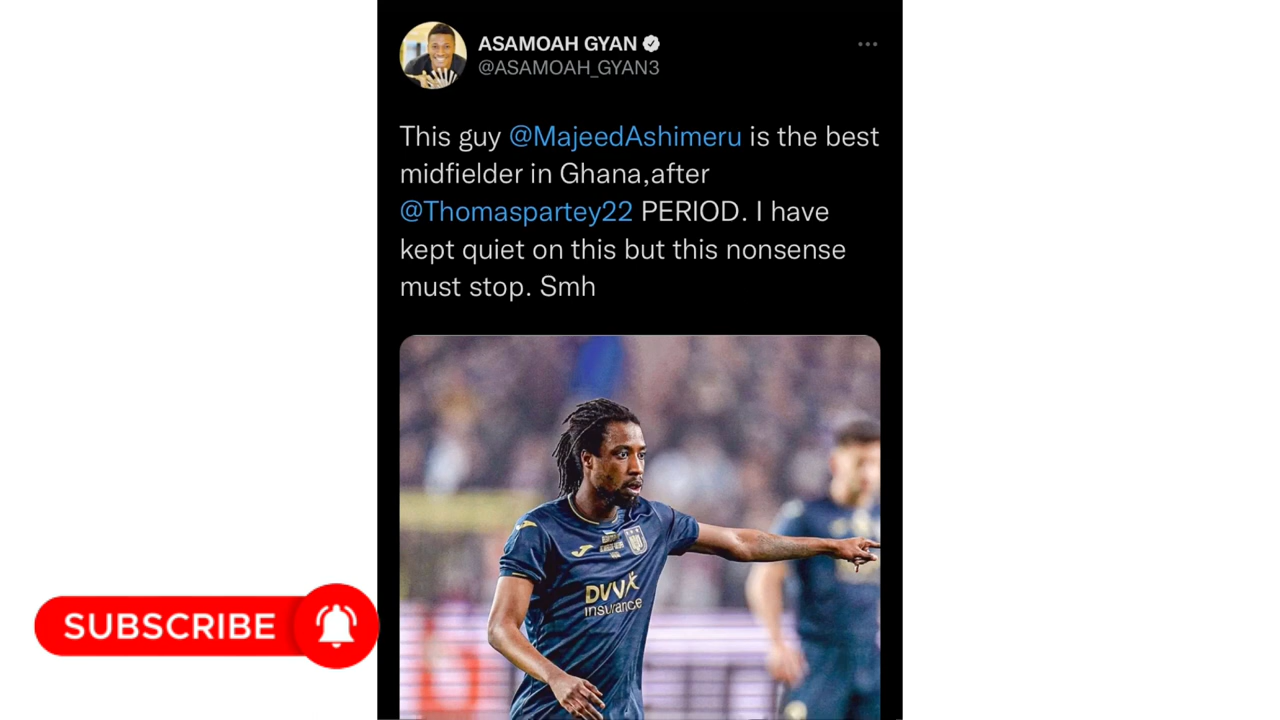 ASAMOAH GYAN
@ASAMOAH_GYAN3
This guy @MajeedAshimeru is the best
midfielder in Ghana,after
@Thomaspartey22 PERIOD. I have
kept quiet on this but this nonsense
must stop. Smh
DVV
insurance
SUBSCRIBE